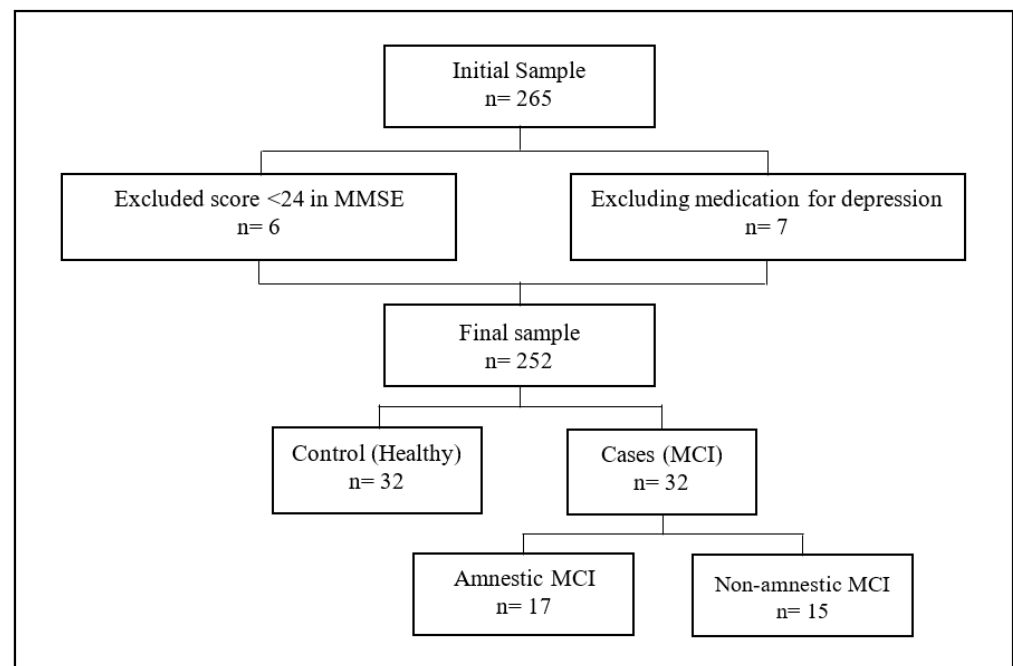 Initial Sample
n= 265
Excluded score <24 in MMSE
n= 6
Excluding medication for depression
n= 7
Final sample
n= 252
Control (Healthy)
n= 32
Cases (MCI)
n= 32
Amnestic MCI
n= 17
Non-amnestic MCI
n= 15